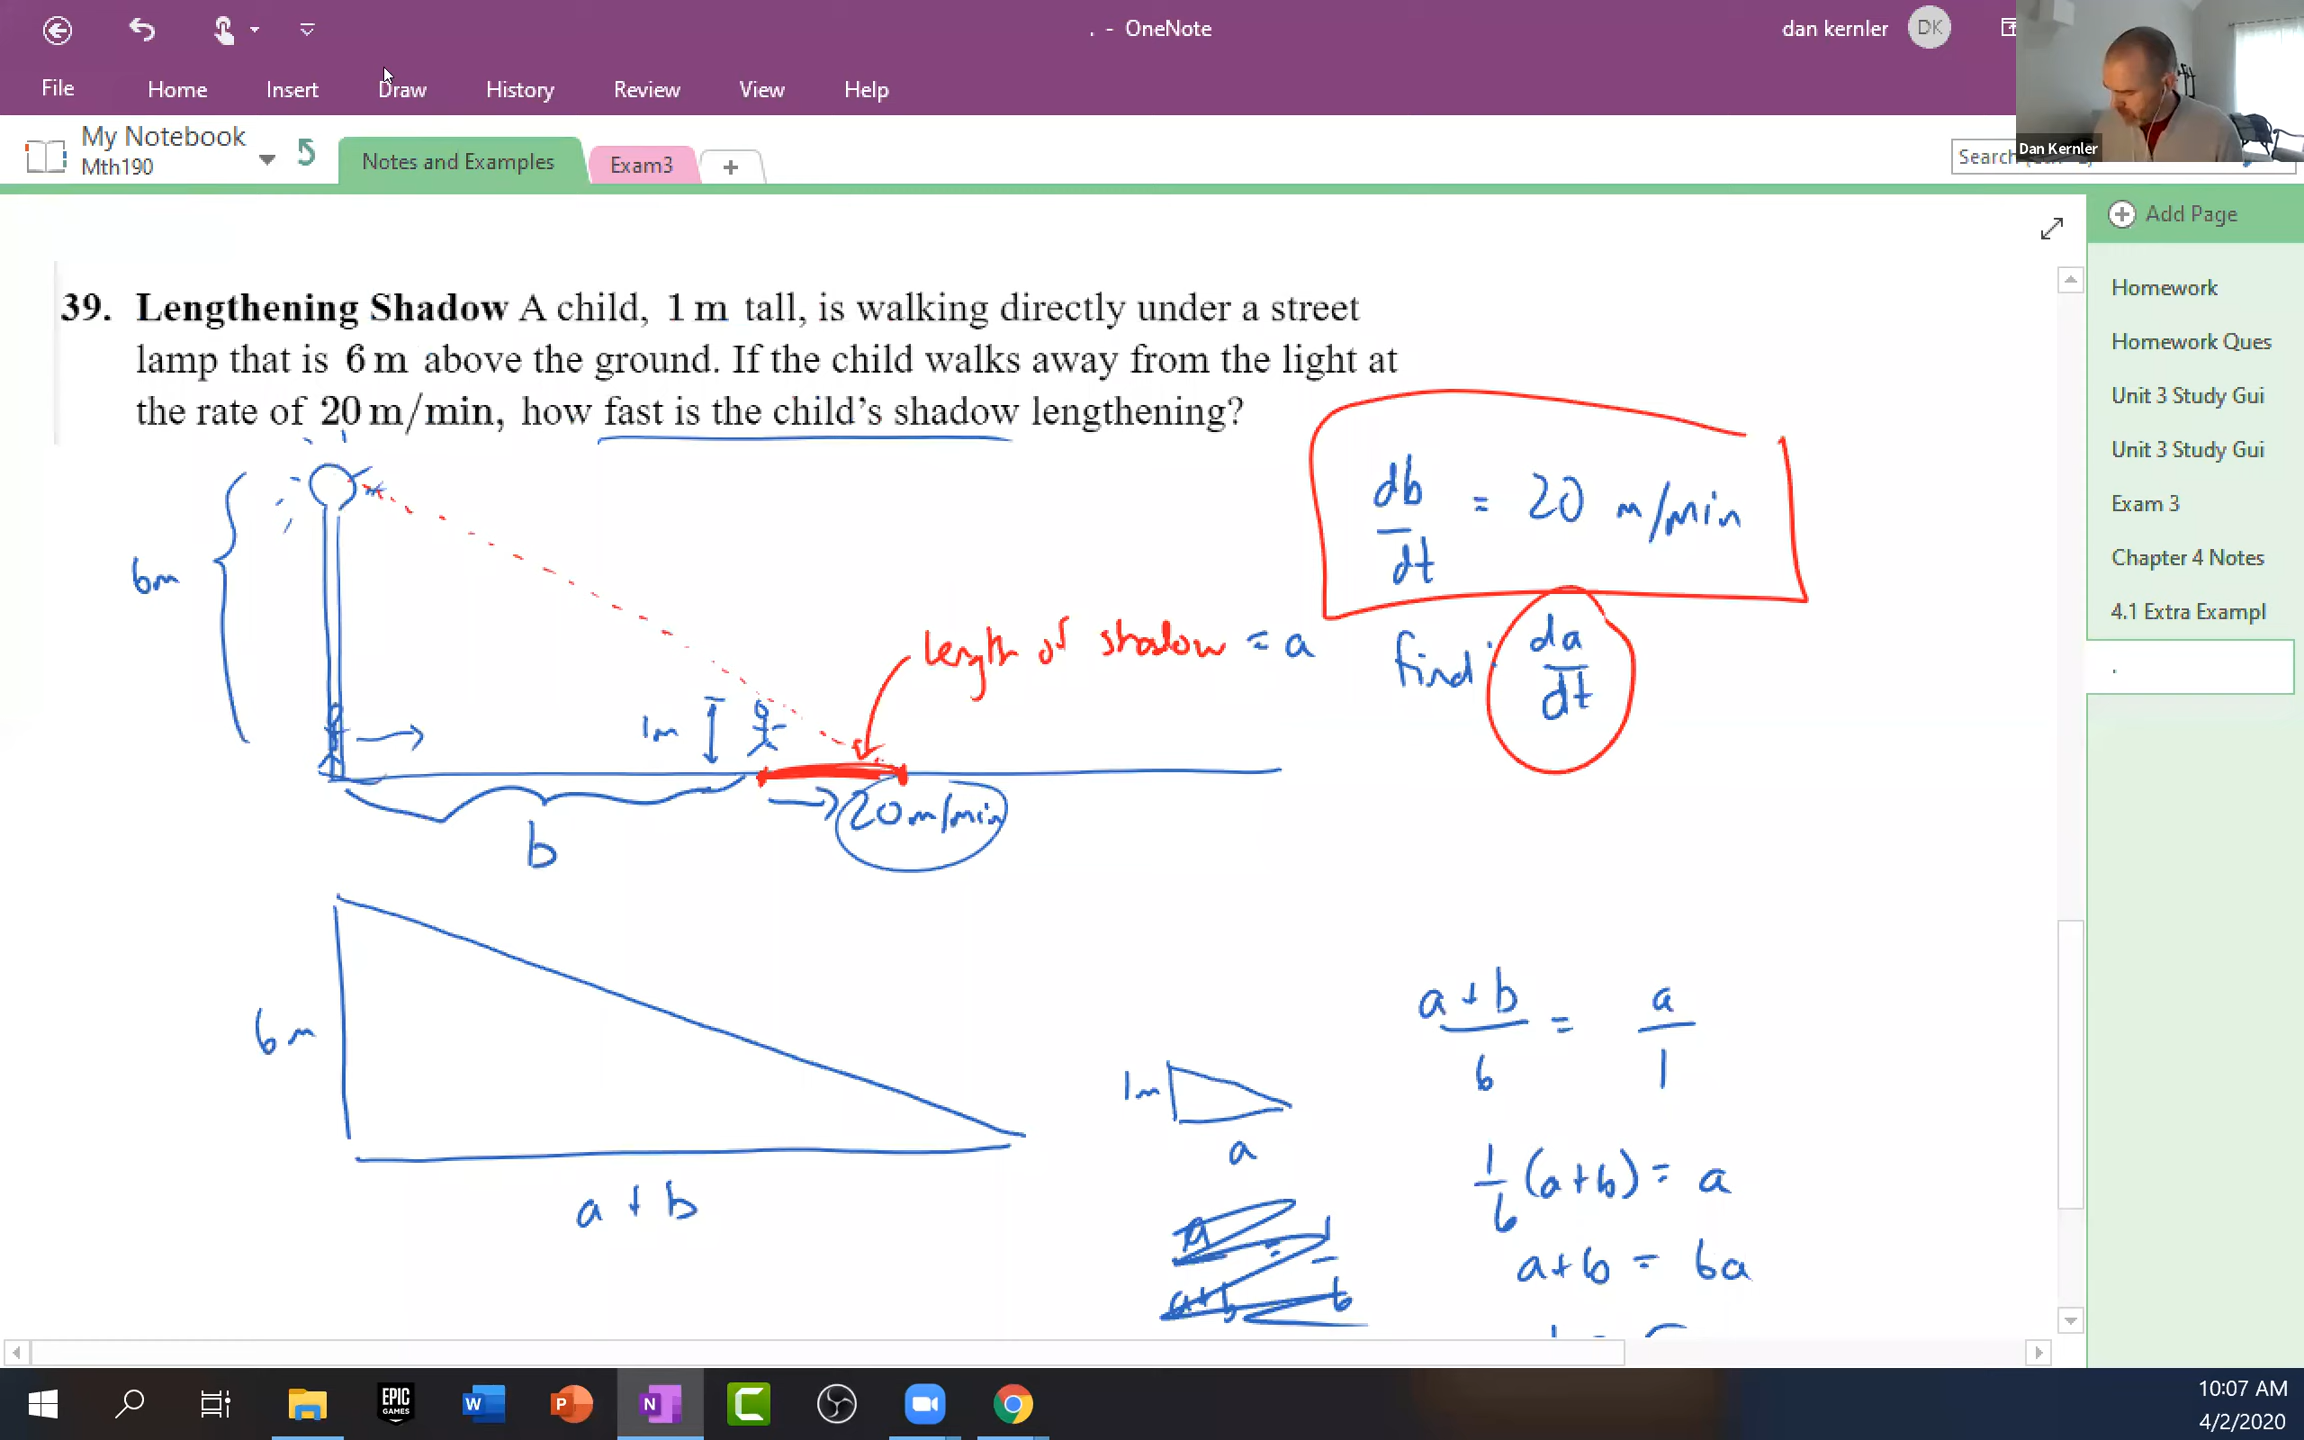 . - OneNote
dan kernler
DK
File Home Insert Draw History Review View Help
My Notebook
Mth190
Notes and Examples
Exam3
Dan Kernler
Search
Add Page
Homework
Homework Ques
Unit 3 Study Gui
Unit 3 Study Gui
Exam 3
Chapter 4 Notes
4.1 Extra Exampl
.
39. Lengthening Shadow A child, 1 m tall, is walking directly under a street
lamp that is 6 m above the ground. If the child walks away from the light at
the rate of 20 m/min, how fast is the child's shadow lengthening?
db/dt = 20 m/min
find: da/dt
6m
length of shadow = a
1m
20 m/min
b
6m
a + b
1m
a
a+b/6 = a/1
1/6 (a+b) = a
a+b = 6a
EPIC
GAMES
W
P
N
C
10:07 AM
4/2/2020